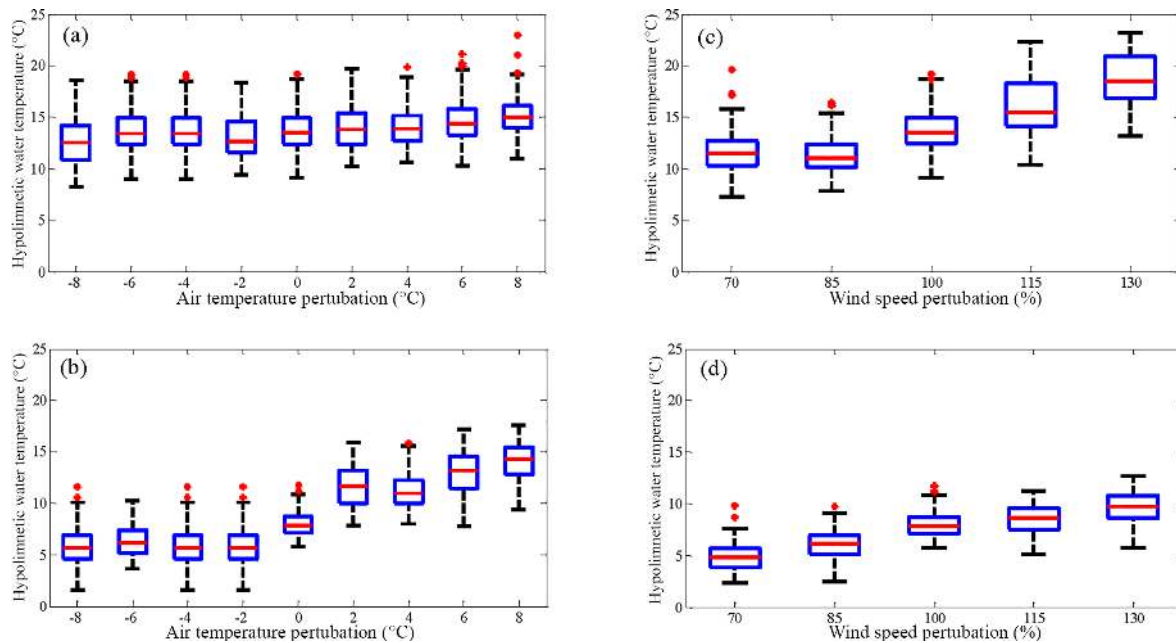 (a)
Hypolimnetic water temperature (°C)
25
20
15
10
5
0
-8 -6 -4 -2 0 2 4 6 8
Air temperature pertubation (°C)
(c)
Hypolimnetic water temperature (°C)
25
20
15
10
5
0
70 85 100 115 130
Wind speed pertubation (%)
(b)
Hypolimnetic water temperature (°C)
25
20
15
10
5
0
-8 -6 -4 -2 0 2 4 6 8
Air temperature pertubation (°C)
(d)
Hypolimnetic water temperature (°C)
25
20
15
10
5
0
70 85 100 115 130
Wind speed pertubation (%)